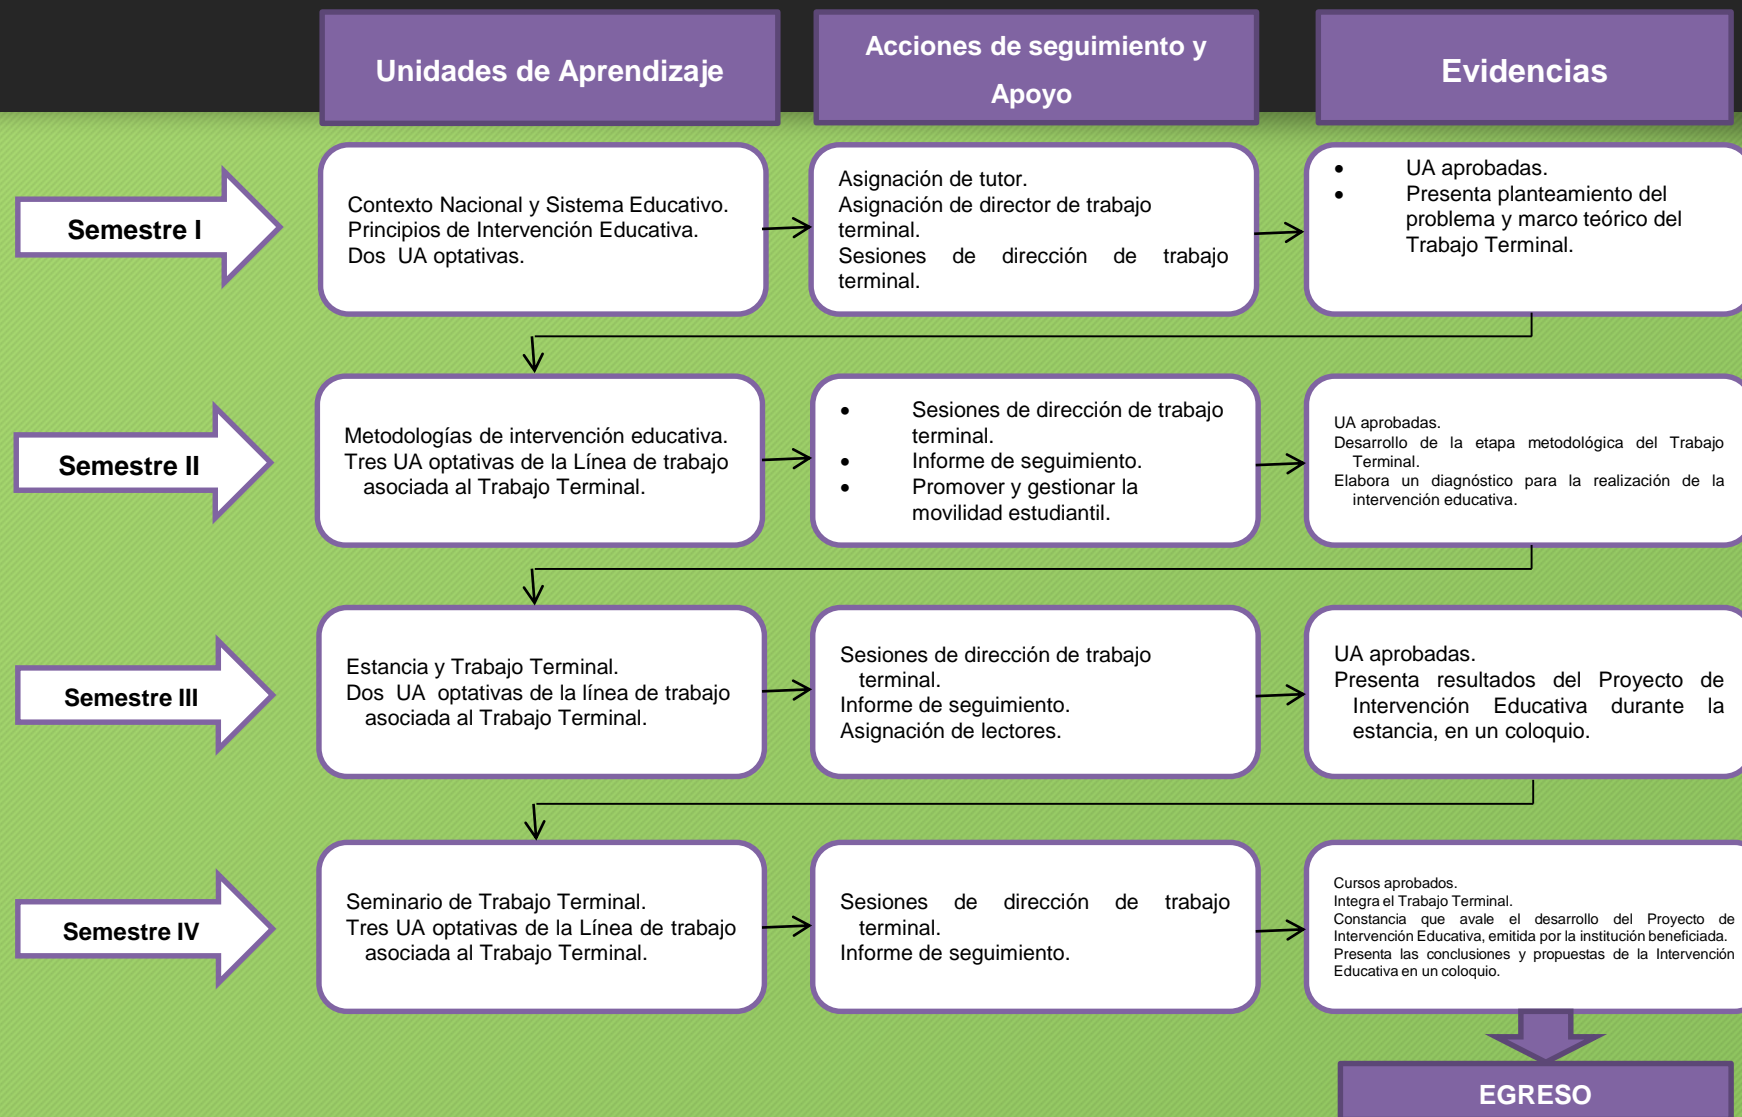 Unidades de Aprendizaje
Acciones de seguimiento y
Apoyo
Evidencias
Semestre I
Contexto Nacional y Sistema Educativo.
Principios de Intervención Educativa.
Dos UA optativas.
Asignación de tutor.
Asignación de director de trabajo
terminal.
Sesiones de dirección de trabajo
terminal.
• UA aprobadas.
• Presenta planteamiento del
problema y marco teórico del
Trabajo Terminal.
Semestre II
Metodologías de intervención educativa.
Tres UA optativas de la Línea de trabajo
asociada al Trabajo Terminal.
• Sesiones de dirección de trabajo
terminal.
• Informe de seguimiento.
• Promover y gestionar la
movilidad estudiantil.
UA aprobadas.
Desarrollo de la etapa metodológica del Trabajo
Terminal.
Elabora un diagnóstico para la realización de la
intervención educativa.
Semestre III
Estancia y Trabajo Terminal.
Dos UA optativas de la línea de trabajo
asociada al Trabajo Terminal.
Sesiones de dirección de trabajo
terminal.
Informe de seguimiento.
Asignación de lectores.
UA aprobadas.
Presenta resultados del Proyecto de
Intervención Educativa durante la
estancia, en un coloquio.
Semestre IV
Seminario de Trabajo Terminal.
Tres UA optativas de la Línea de trabajo
asociada al Trabajo Terminal.
Sesiones de dirección de trabajo
terminal.
Informe de seguimiento.
Cursos aprobados.
Integra el Trabajo Terminal.
Constancia que avale el desarrollo del Proyecto de
Intervención Educativa, emitida por la institución beneficiada.
Presenta las conclusiones y propuestas de la Intervención
Educativa en un coloquio.
EGRESO